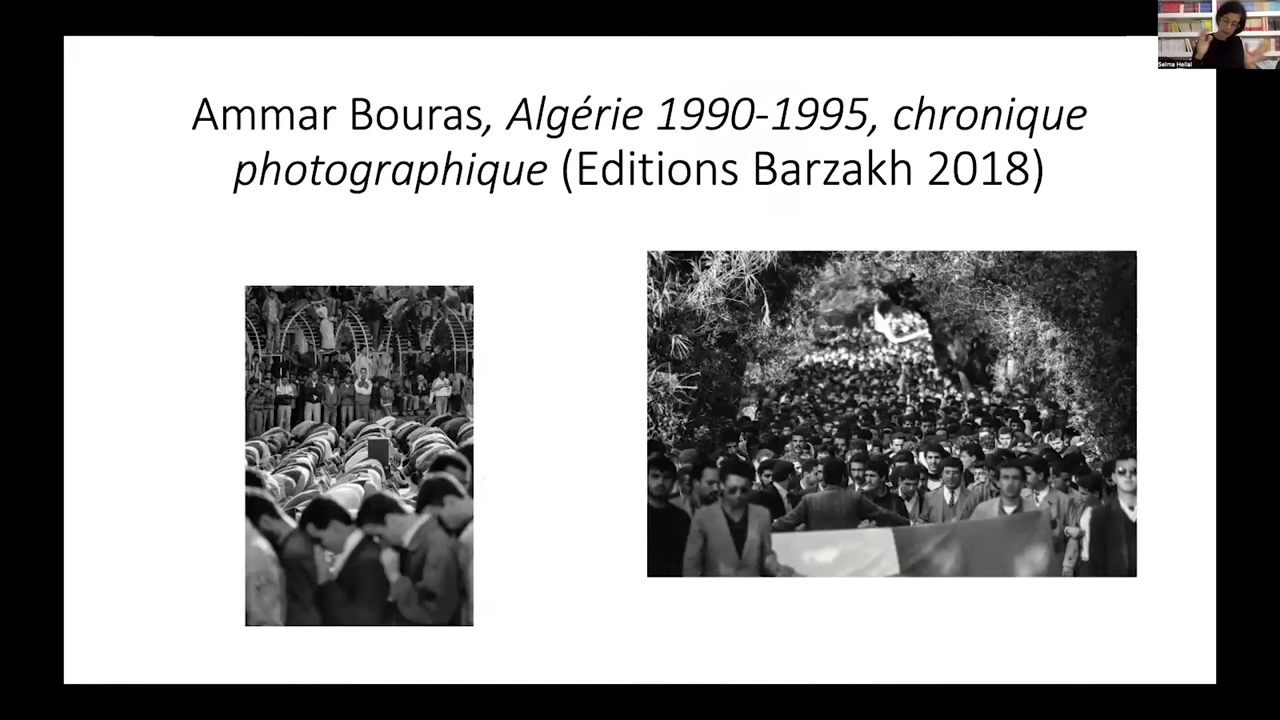 Ammar Bouras, Algérie 1990-1995, chronique
photographique (Editions Barzakh 2018)
Selma Hellal